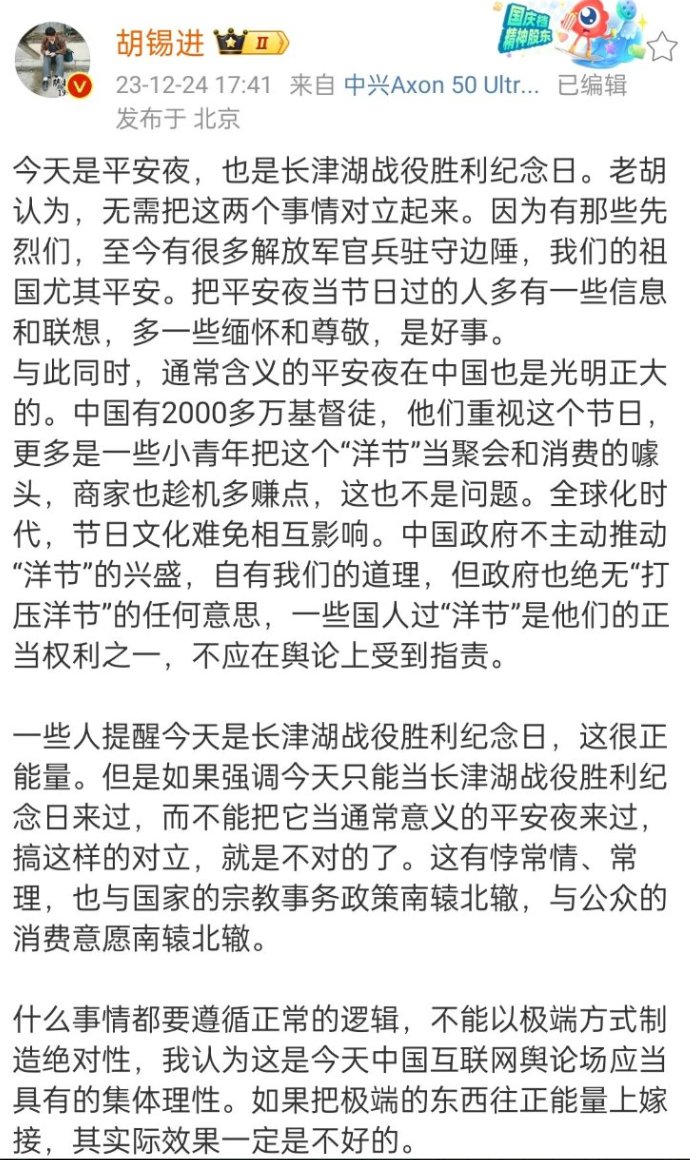 国庆档
精神股东
胡锡进 II
23-12-24 17:41 来自 中兴Axon 50 Ultr... 已编辑
发布于 北京
今天是平安夜，也是长津湖战役胜利纪念日。老胡
认为，无需把这两个事情对立起来。因为有那些先
烈们，至今有很多解放军官兵驻守边陲，我们的祖
国尤其平安。把平安夜当节日过的人多有一些信息
和联想，多一些缅怀和尊敬，是好事。
与此同时，通常含义的平安夜在中国也是光明正大
的。中国有2000多万基督徒，他们重视这个节日，
更多是一些小青年把这个“洋节”当聚会和消费的噱
头，商家也趁机多赚点，这也不是问题。全球化时
代，节日文化难免相互影响。中国政府不主动推动
“洋节”的兴盛，自有我们的道理，但政府也绝无“打
压洋节”的任何意思，一些国人过“洋节”是他们的正
当权利之一，不应在舆论上受到指责。
一些人提醒今天是长津湖战役胜利纪念日，这很正
能量。但是如果强调今天只能当长津湖战役胜利纪
念日来过，而不能把它当通常意义的平安夜来过，
搞这样的对立，就是不对的了。这有悖常情、常
理，也与国家的宗教事务政策南辕北辙，与公众的
消费意愿南辕北辙。
什么事情都要遵循正常的逻辑，不能以极端方式制
造绝对性，我认为这是今天中国互联网舆论场应当
具有的集体理性。如果把极端的东西往正能量上嫁
接，其实际效果一定是不好的。